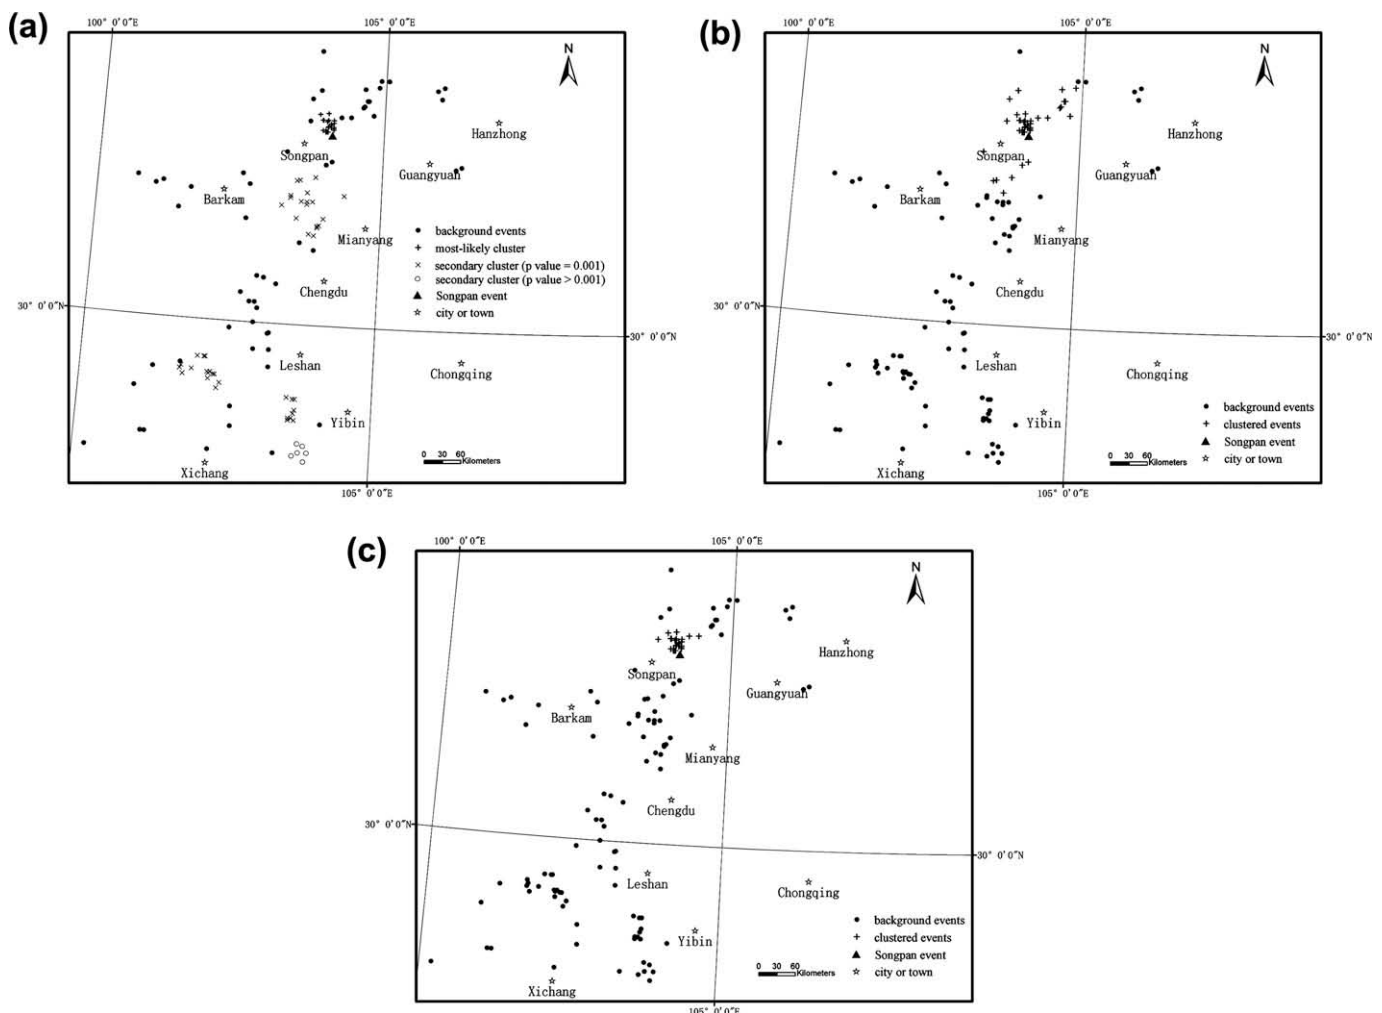 (a)
100° 0′0″E
105° 0′0″E
N
Hanzhong
Songpan
Guangyuan
Barkam
Mianyang
background events
most-likely cluster
secondary cluster (p value = 0.001)
secondary cluster (p value > 0.001)
Songpan event
city or town
Chengdu
30° 0′0″N
30° 0′0″N
Leshan
Chongqing
Yibin
0 30 60
Kilometers
Xichang
105° 0′0″E
(b)
100° 0′0″E
105° 0′0″E
N
Hanzhong
Songpan
Guangyuan
Barkam
Mianyang
Chengdu
30° 0′0″N
30° 0′0″N
Leshan
Chongqing
background events
clustered events
Songpan event
city or town
Yibin
0 30 60
Kilometers
Xichang
105° 0′0″E
(c)
100° 0′0″E
105° 0′0″E
N
Hanzhong
Songpan
Guangyuan
Barkam
Mianyang
Chengdu
30° 0′0″N
30° 0′0″N
Leshan
Chongqing
background events
clustered events
Songpan event
city or town
Yibin
0 30 60
Kilometers
Xichang
105° 0′0″E